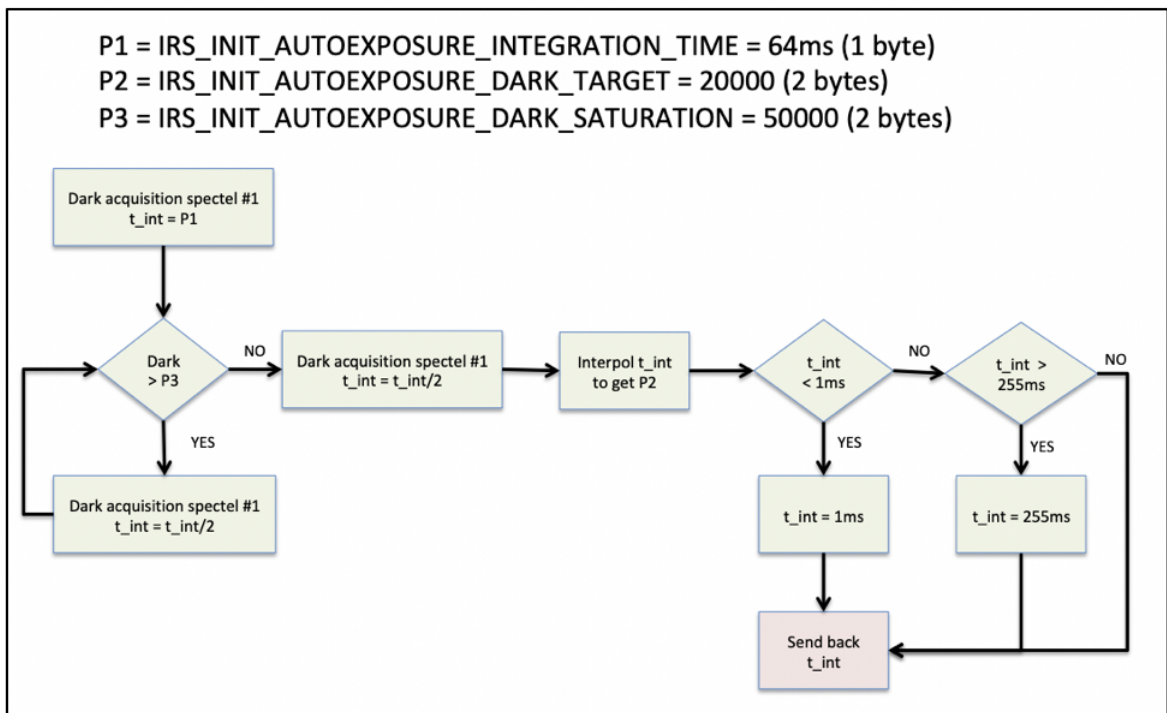 P1 = IRS_INIT_AUTOEXPOSURE_INTEGRATION_TIME = 64ms (1 byte)
P2 = IRS_INIT_AUTOEXPOSURE_DARK_TARGET = 20000 (2 bytes)
P3 = IRS_INIT_AUTOEXPOSURE_DARK_SATURATION = 50000 (2 bytes)
Dark acquisition spectel #1
t_int = P1
Dark
> P3
NO
YES
Dark acquisition spectel #1
t_int = t_int/2
Dark acquisition spectel #1
t_int = t_int/2
Interpol t_int
to get P2
t_int
< 1ms
NO
YES
t_int >
255ms
NO
YES
t_int = 1ms
t_int = 255ms
Send back
t_int